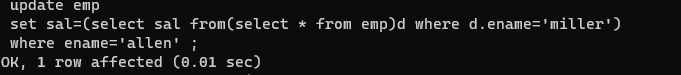 update emp
set sal=(select sal from(select * from emp)d where d.ename='miller')
where ename='allen' ;
OK, 1 row affected (0.01 sec)